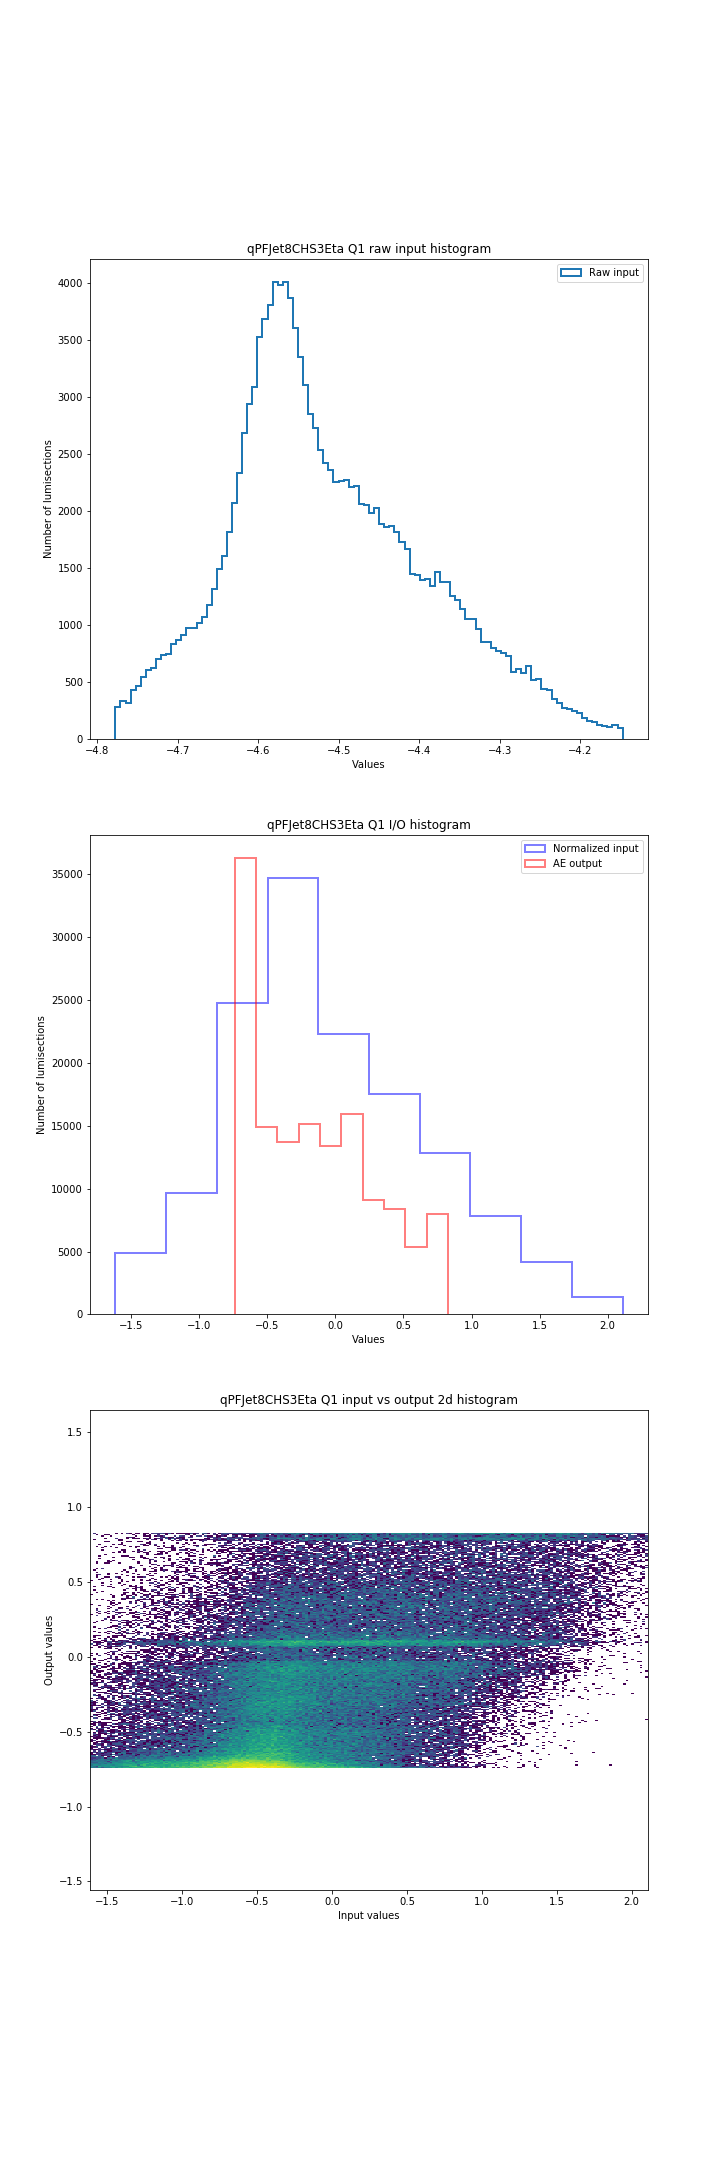 qPFJet8CHS3Eta Q1 raw input histogram
Raw input
4000
3500
3000
2500
2000
1500
1000
500
0
Number of lumisections
−4.8 −4.7 −4.6 −4.5 −4.4 −4.3 −4.2
Values
qPFJet8CHS3Eta Q1 I/O histogram
Normalized input
AE output
35000
30000
25000
20000
15000
10000
5000
0
Number of lumisections
−1.5 −1.0 −0.5 0.0 0.5 1.0 1.5 2.0
Values
qPFJet8CHS3Eta Q1 input vs output 2d histogram
1.5
1.0
0.5
0.0
−0.5
−1.0
−1.5
Output values
−1.5 −1.0 −0.5 0.0 0.5 1.0 1.5 2.0
Input values